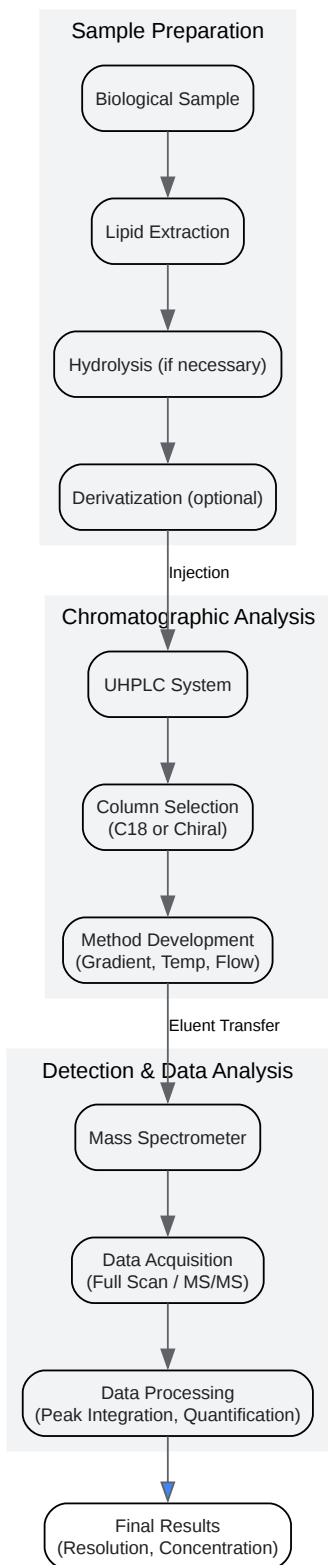 Sample Preparation
Biological Sample
Lipid Extraction
Hydrolysis (if necessary)
Derivatization (optional)
Injection
Chromatographic Analysis
UHPLC System
Column Selection
(C18 or Chiral)
Method Development
(Gradient, Temp, Flow)
Eluent Transfer
Detection & Data Analysis
Mass Spectrometer
Data Acquisition
(Full Scan / MS/MS)
Data Processing
(Peak Integration, Quantification)
Final Results
(Resolution, Concentration)